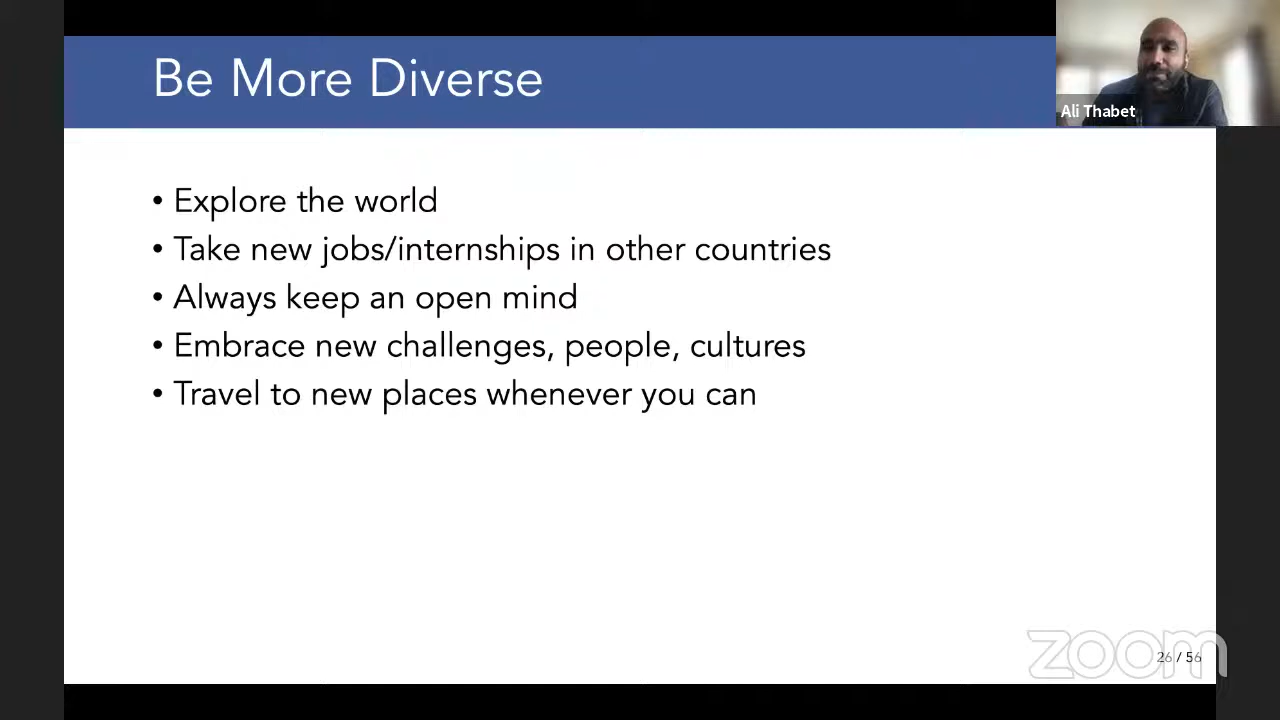 Be More Diverse
Ali Thabet
• Explore the world
• Take new jobs/internships in other countries
• Always keep an open mind
• Embrace new challenges, people, cultures
• Travel to new places whenever you can
zoom
26 / 56